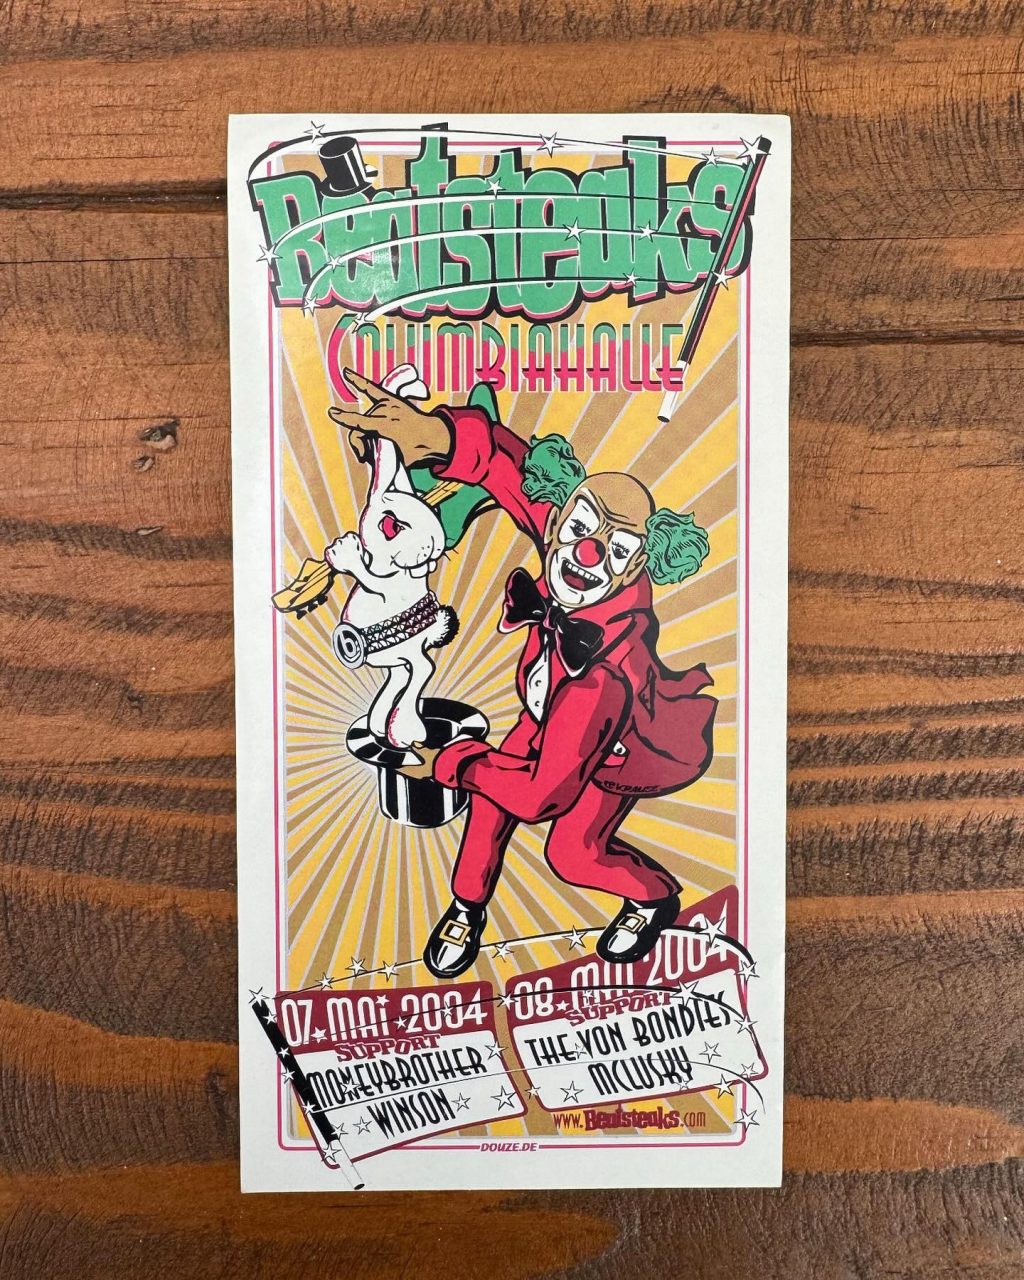 Beatsteaks
COLUMBIAHALLE
b
CCKRAUSE
07. MAI 2004
SUPPORT
MONEYBROTHER
WINSON
08. MAI 2004
SUPPORT
THE VON BONDIES
MCLUSKY
www.Beatsteaks.com
DOUZE.DE